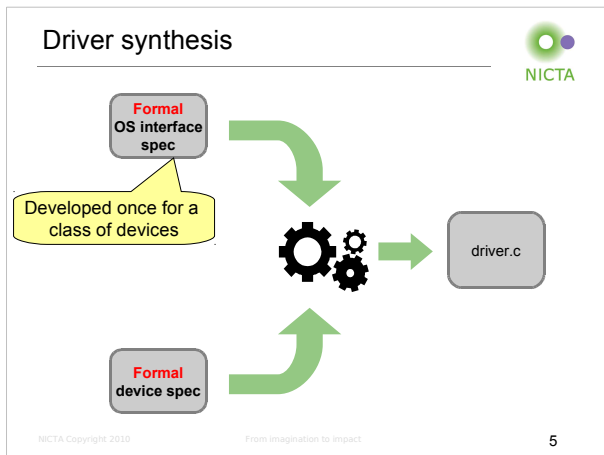 Driver synthesis
NICTA
Formal
OS interface
spec
Developed once for a
class of devices
driver.c
Formal
device spec
NICTA Copyright 2010
From imagination to impact
5